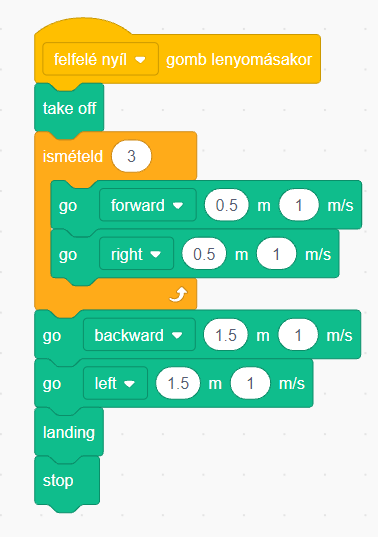 felfelé nyíl gomb lenyomásakor
take off
ismételd 3
go forward 0.5 m 1 m/s
go right 0.5 m 1 m/s
go backward 1.5 m 1 m/s
go left 1.5 m 1 m/s
landing
stop